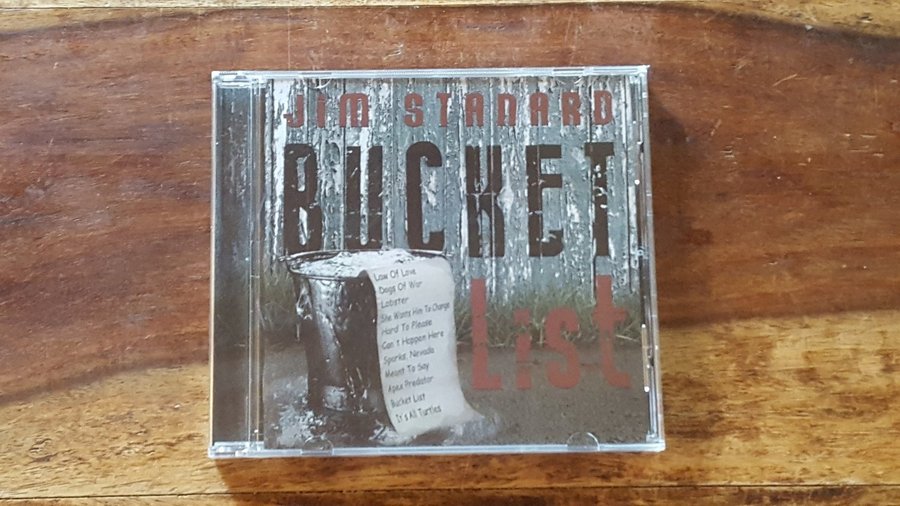 JIM STANARD
BUCKET
List
Law Of Love
Dogs Of War
Lobster
She Wants Him To Change
Hard To Please
Can't Happen Here
Sparks, Nevada
Meant To Say
Apex Predator
Bucket List
It's All Turtles